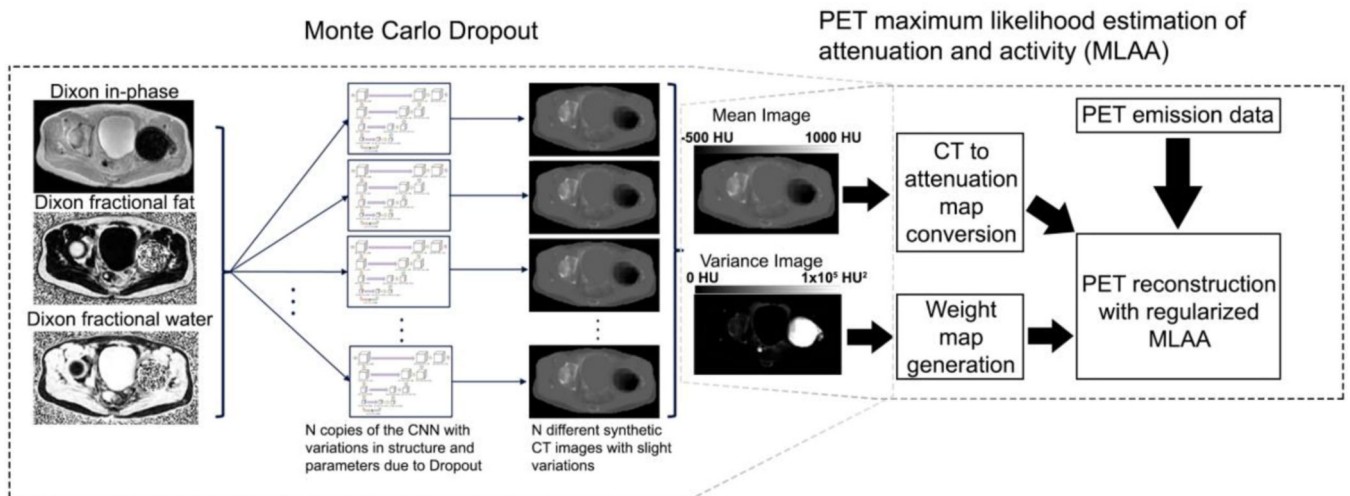 Monte Carlo Dropout
PET maximum likelihood estimation of
attenuation and activity (MLAA)
Dixon in-phase
Dixon fractional fat
Dixon fractional water
N copies of the CNN with
variations in structure and
parameters due to Dropout
N different synthetic
CT images with slight
variations
Mean Image
-500 HU 1000 HU
Variance Image
0 HU 1x10⁵ HU²
CT to
attenuation
map
conversion
Weight
map
generation
PET emission data
PET reconstruction
with regularized
MLAA